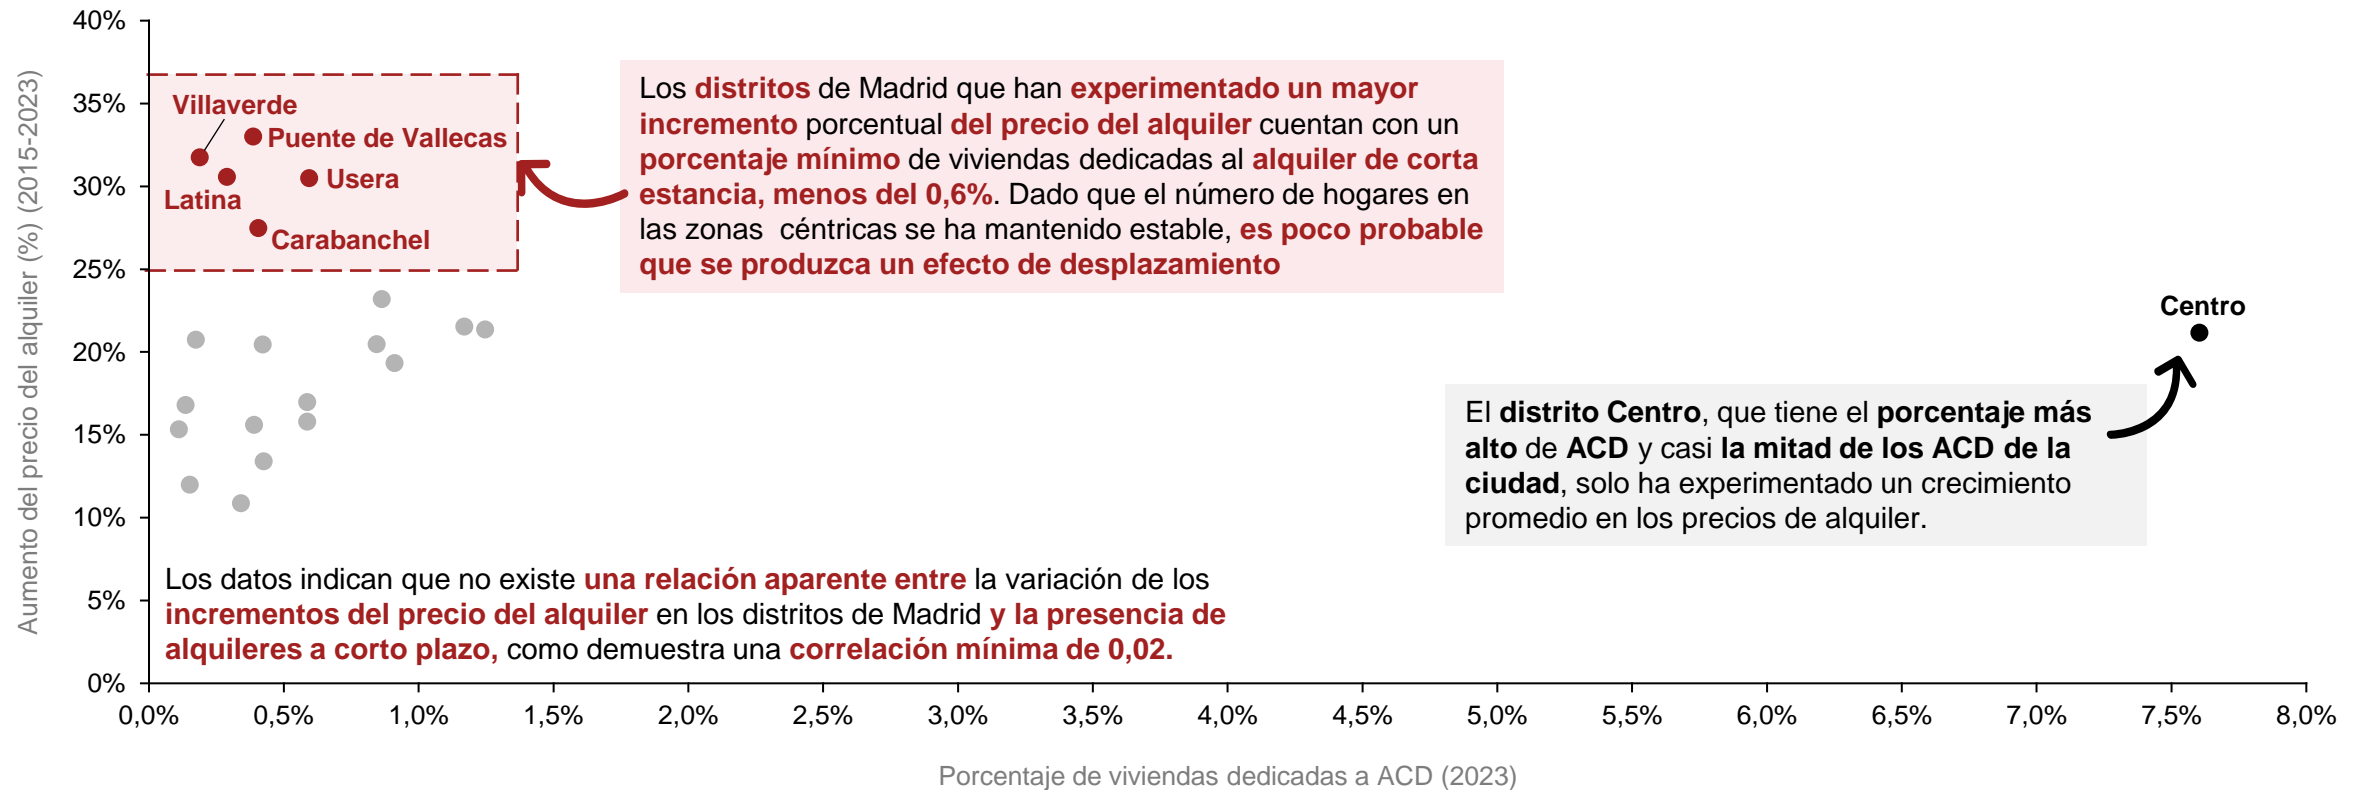 Aumento del precio del alquiler (%) (2015-2023)
40%
35%
30%
25%
20%
15%
10%
5%
0%
Villaverde
Puente de Vallecas
Usera
Latina
Carabanchel
Los distritos de Madrid que han experimentado un mayor
incremento porcentual del precio del alquiler cuentan con un
porcentaje mínimo de viviendas dedicadas al alquiler de corta
estancia, menos del 0,6%. Dado que el número de hogares en
las zonas céntricas se ha mantenido estable, es poco probable
que se produzca un efecto de desplazamiento
Centro
El distrito Centro, que tiene el porcentaje más
alto de ACD y casi la mitad de los ACD de la
ciudad, solo ha experimentado un crecimiento
promedio en los precios de alquiler.
Los datos indican que no existe una relación aparente entre la variación de los
incrementos del precio del alquiler en los distritos de Madrid y la presencia de
alquileres a corto plazo, como demuestra una correlación mínima de 0,02.
0,0% 0,5% 1,0% 1,5% 2,0% 2,5% 3,0% 3,5% 4,0% 4,5% 5,0% 5,5% 6,0% 6,5% 7,0% 7,5% 8,0%
Porcentaje de viviendas dedicadas a ACD (2023)